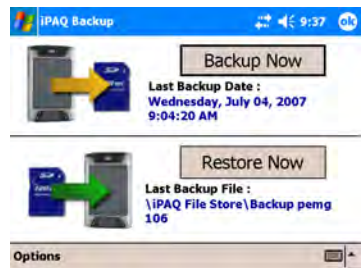 iPAQ Backup 9:37 ok
Backup Now
Last Backup Date :
Wednesday, July 04, 2007
9:04:20 AM
Restore Now
Last Backup File :
\iPAQ File Store\Backup pemg
106
Options